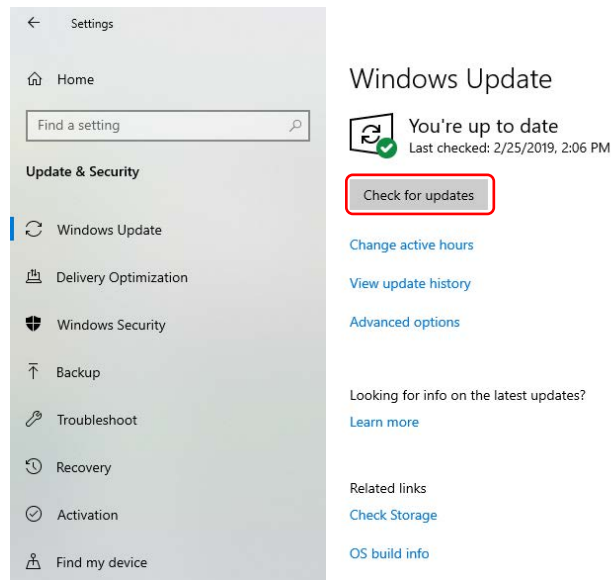 Settings
Home
Find a setting
Update & Security
Windows Update
Delivery Optimization
Windows Security
Backup
Troubleshoot
Recovery
Activation
Find my device
Windows Update
You're up to date
Last checked: 2/25/2019, 2:06 PM
Check for updates
Change active hours
View update history
Advanced options
Looking for info on the latest updates?
Learn more
Related links
Check Storage
OS build info